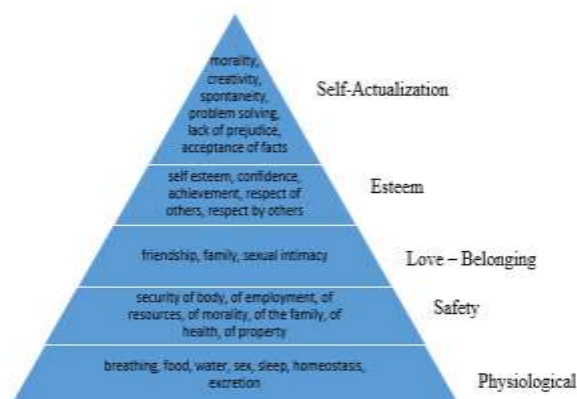 morality,
creativity,
spontaneity,
problem solving,
lack of prejudice,
acceptance of facts
Self-Actualization
self esteem, confidence,
achievement, respect of
others, respect by others
Esteem
friendship, family, sexual intimacy
Love – Belonging
security of body, of employment, of
resources, of morality, of the family, of
health, of property
Safety
breathing, food, water, sex, sleep, homeostasis,
excretion
Physiological